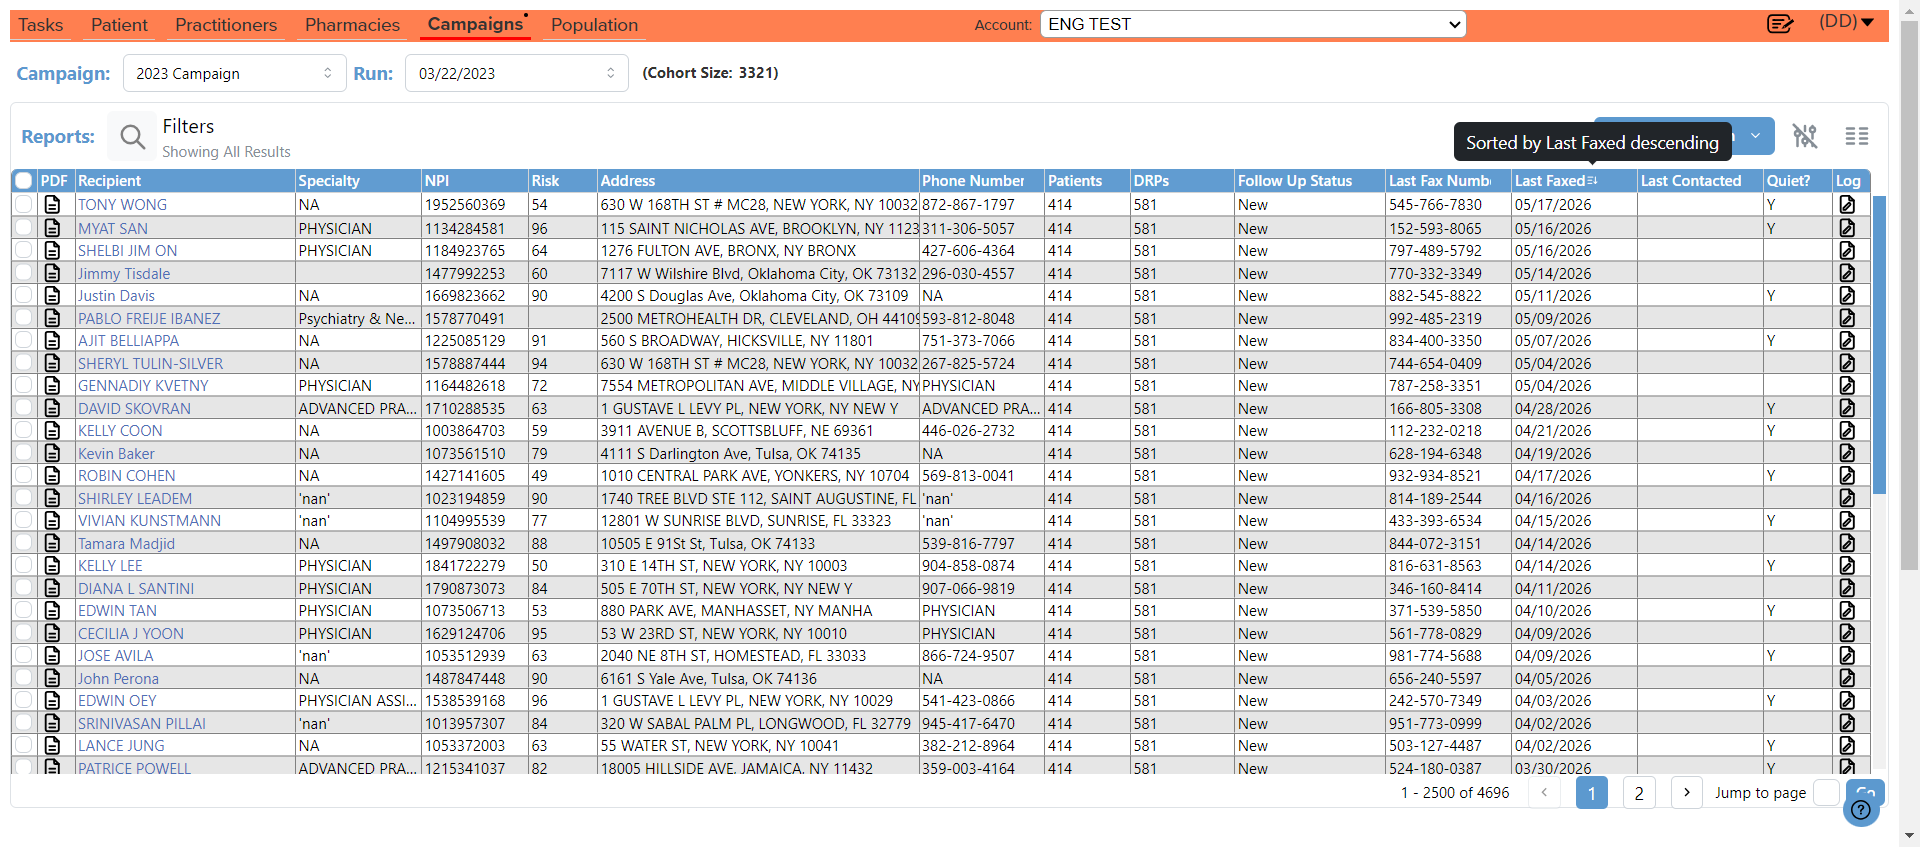 Tasks Patient Practitioners Pharmacies Campaigns Population Account: ENG TEST (DD)
Campaign: 2023 Campaign Run: 03/22/2023 (Cohort Size: 3321)
Reports: Filters
Showing All Results
Sorted by Last Faxed descending
PDF Recipient Specialty NPI Risk Address Phone Number Patients DRPs Follow Up Status Last Fax Numb Last Faxed Last Contacted Quiet? Log
TONY WONG NA 1952560369 54 630 W 168TH ST # MC28, NEW YORK, NY 10032 872-867-1797 414 581 New 545-766-7830 05/17/2026 Y
MYAT SAN PHYSICIAN 1134284581 96 115 SAINT NICHOLAS AVE, BROOKLYN, NY 1123 311-306-5057 414 581 New 152-593-8065 05/16/2026 Y
SHELBI JIM ON PHYSICIAN 1184923765 64 1276 FULTON AVE, BRONX, NY BRONX 427-606-4364 414 581 New 797-489-5792 05/16/2026
Jimmy Tisdale 1477992253 60 7117 W Wilshire Blvd, Oklahoma City, OK 73132 296-030-4557 414 581 New 770-332-3349 05/14/2026
Justin Davis NA 1669823662 90 4200 S Douglas Ave, Oklahoma City, OK 73109 NA 414 581 New 882-545-8822 05/11/2026 Y
PABLO FREIJE IBANEZ Psychiatry & Ne... 1578770491 2500 METROHEALTH DR, CLEVELAND, OH 44109 593-812-8048 414 581 New 992-485-2319 05/09/2026
AJIT BELLIAPPA NA 1225085129 91 560 S BROADWAY, HICKSVILLE, NY 11801 751-373-7066 414 581 New 834-400-3350 05/07/2026 Y
SHERYL TULIN-SILVER NA 1578887444 94 630 W 168TH ST # MC28, NEW YORK, NY 10032 267-825-5724 414 581 New 744-654-0409 05/04/2026
GENNADIY KVETNY PHYSICIAN 1164482618 72 7554 METROPOLITAN AVE, MIDDLE VILLAGE, NY PHYSICIAN 414 581 New 787-258-3351 05/04/2026
DAVID SKOVRAN ADVANCED PRA... 1710288535 63 1 GUSTAVE L LEVY PL, NEW YORK, NY NEW Y ADVANCED PRA... 414 581 New 166-805-3308 04/28/2026 Y
KELLY COON NA 1003864703 59 3911 AVENUE B, SCOTTSBLUFF, NE 69361 446-026-2732 414 581 New 112-232-0218 04/21/2026 Y
Kevin Baker NA 1073561510 79 4111 S Darlington Ave, Tulsa, OK 74135 NA 414 581 New 628-194-6348 04/19/2026
ROBIN COHEN NA 1427141605 49 1010 CENTRAL PARK AVE, YONKERS, NY 10704 569-813-0041 414 581 New 932-934-8521 04/17/2026 Y
SHIRLEY LEADEM 'nan' 1023194859 90 1740 TREE BLVD STE 112, SAINT AUGUSTINE, FL 'nan' 414 581 New 814-189-2544 04/16/2026
VIVIAN KUNSTMANN 'nan' 1104995539 77 12801 W SUNRISE BLVD, SUNRISE, FL 33323 'nan' 414 581 New 433-393-6534 04/15/2026 Y
Tamara Madjid NA 1497908032 88 10505 E 91St St, Tulsa, OK 74133 539-816-7797 414 581 New 844-072-3151 04/14/2026
KELLY LEE PHYSICIAN 1841722279 50 310 E 14TH ST, NEW YORK, NY 10003 904-858-0874 414 581 New 816-631-8563 04/14/2026 Y
DIANA L SANTINI PHYSICIAN 1790873073 84 505 E 70TH ST, NEW YORK, NY NEW Y 907-066-9819 414 581 New 346-160-8414 04/11/2026
EDWIN TAN PHYSICIAN 1073506713 53 880 PARK AVE, MANHASSET, NY MANHA PHYSICIAN 414 581 New 371-539-5850 04/10/2026 Y
CECILIA J YOON PHYSICIAN 1629124706 95 53 W 23RD ST, NEW YORK, NY 10010 PHYSICIAN 414 581 New 561-778-0829 04/09/2026
JOSE AVILA 'nan' 1053512939 63 2040 NE 8TH ST, HOMESTEAD, FL 33033 866-724-9507 414 581 New 981-774-5688 04/09/2026 Y
John Perona NA 1487847448 90 6161 S Yale Ave, Tulsa, OK 74136 NA 414 581 New 656-240-5597 04/05/2026
EDWIN OEY PHYSICIAN ASSI... 1538539168 96 1 GUSTAVE L LEVY PL, NEW YORK, NY 10029 541-423-0866 414 581 New 242-570-7349 04/03/2026 Y
SRINIVASAN PILLAI 'nan' 1013957307 84 320 W SABAL PALM PL, LONGWOOD, FL 32779 945-417-6470 414 581 New 951-773-0999 04/02/2026
LANCE JUNG NA 1053372003 63 55 WATER ST, NEW YORK, NY 10041 382-212-8964 414 581 New 503-127-4487 04/02/2026 Y
PATRICE POWELL ADVANCED PRA... 1215341037 82 18005 HILLSIDE AVE, JAMAICA, NY 11432 359-003-4164 414 581 New 524-180-0387 03/30/2026 Y
1 - 2500 of 4696 1 2 Jump to page